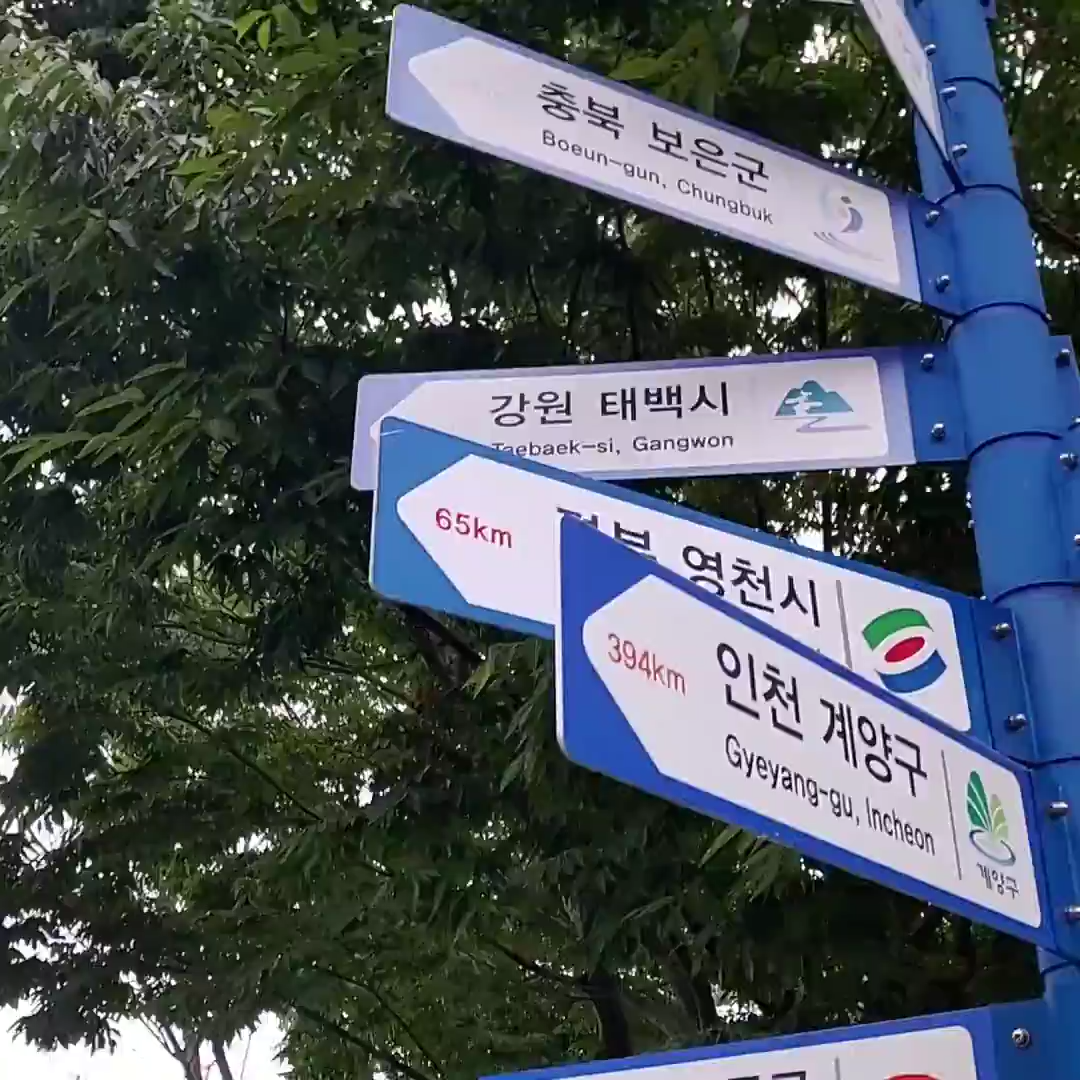 충북 보은군
Boeun-gun, Chungbuk
강원 태백시
Taebaek-si, Gangwon
65km
영천시
394km
인천 계양구
Gyeyang-gu, Incheon
계양구